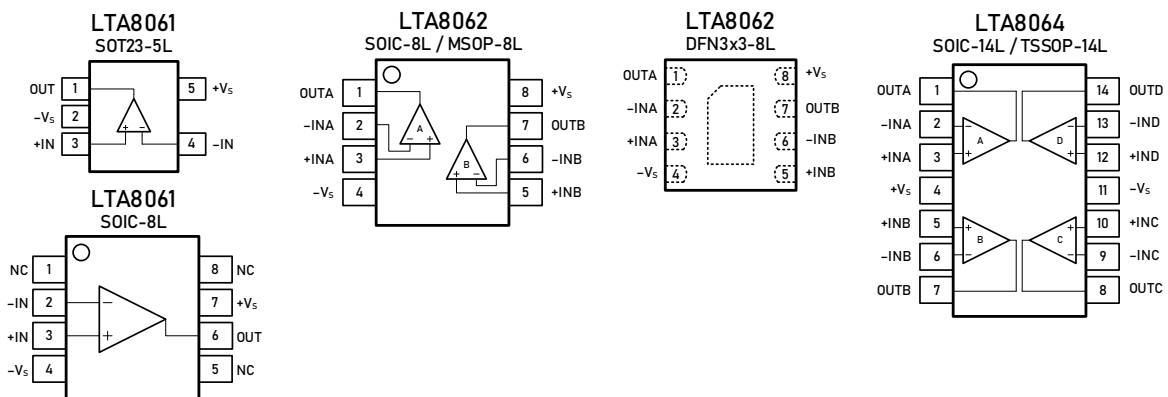 LTA8061
SOT23-5L
OUT 1 5 +Vs
–Vs 2
+IN 3 + – 4 –IN
LTA8061
SOIC-8L
NC 1 8 NC
–IN 2 – 7 +Vs
+IN 3 + 6 OUT
–Vs 4 5 NC
LTA8062
SOIC-8L / MSOP-8L
OUTA 1 8 +Vs
–INA 2 A – + 7 OUTB
+INA 3 B + – 6 –INB
–Vs 4 5 +INB
LTA8062
DFN3x3-8L
OUTA 1 8 +Vs
–INA 2 7 OUTB
+INA 3 6 –INB
–Vs 4 5 +INB
LTA8064
SOIC-14L / TSSOP-14L
OUTA 1 14 OUTD
–INA 2 – A D – 13 –IND
+INA 3 + + 12 +IND
+Vs 4 11 –Vs
+INB 5 + B C + 10 +INC
–INB 6 – – 9 –INC
OUTB 7 8 OUTC